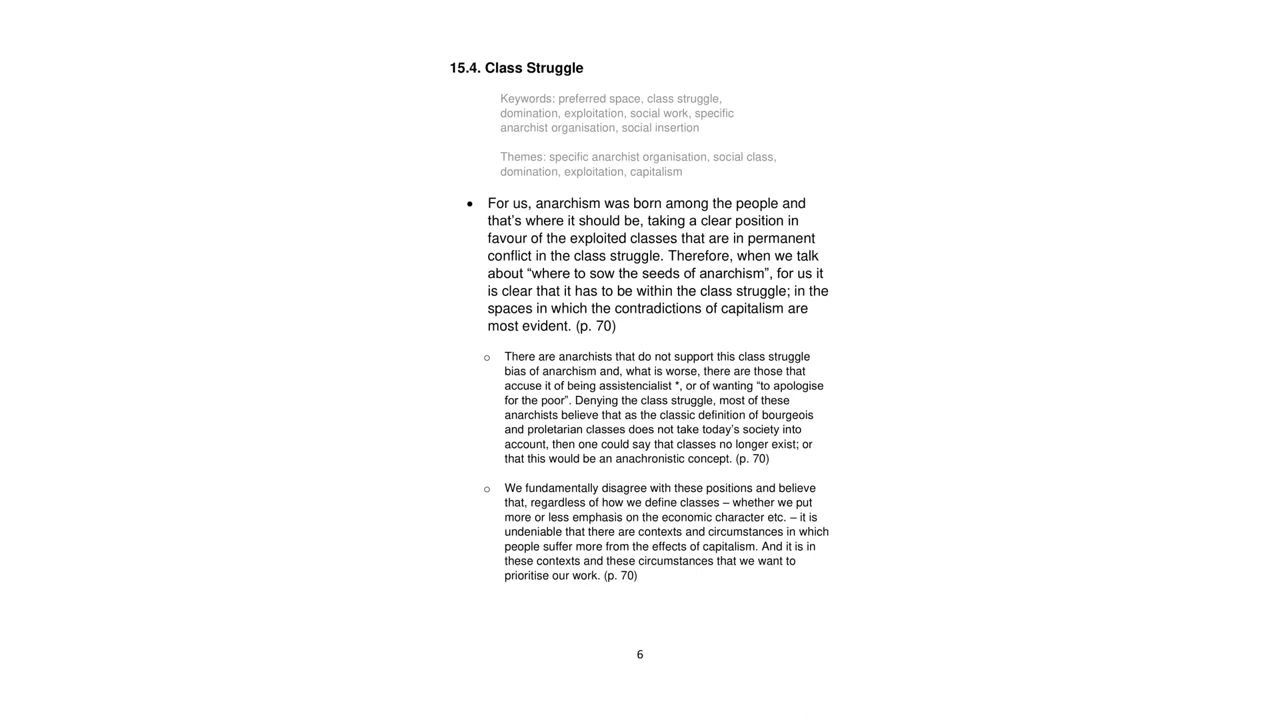 15.4. Class Struggle
Keywords: preferred space, class struggle,
domination, exploitation, social work, specific
anarchist organisation, social insertion
Themes: specific anarchist organisation, social class,
domination, exploitation, capitalism
• For us, anarchism was born among the people and
that’s where it should be, taking a clear position in
favour of the exploited classes that are in permanent
conflict in the class struggle. Therefore, when we talk
about “where to sow the seeds of anarchism”, for us it
is clear that it has to be within the class struggle; in the
spaces in which the contradictions of capitalism are
most evident. (p. 70)
o There are anarchists that do not support this class struggle
bias of anarchism and, what is worse, there are those that
accuse it of being assistencialist *, or of wanting “to apologise
for the poor”. Denying the class struggle, most of these
anarchists believe that as the classic definition of bourgeois
and proletarian classes does not take today’s society into
account, then one could say that classes no longer exist; or
that this would be an anachronistic concept. (p. 70)
o We fundamentally disagree with these positions and believe
that, regardless of how we define classes – whether we put
more or less emphasis on the economic character etc. – it is
undeniable that there are contexts and circumstances in which
people suffer more from the effects of capitalism. And it is in
these contexts and these circumstances that we want to
prioritise our work. (p. 70)
6